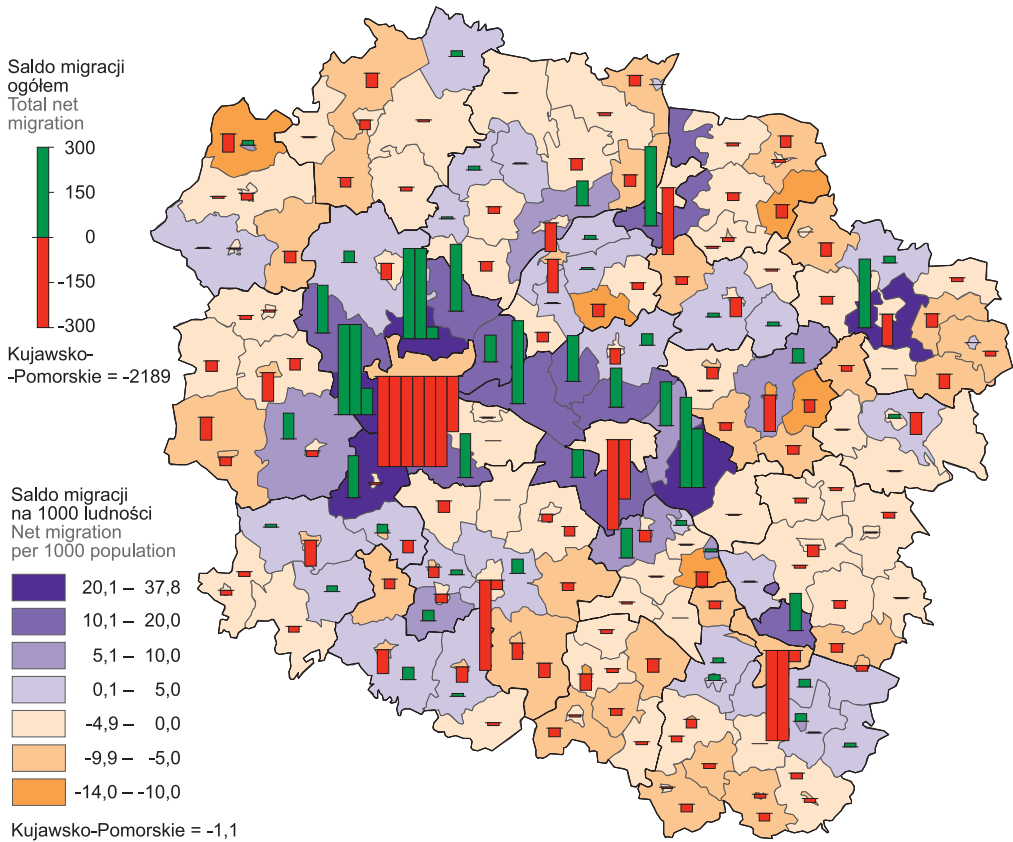 Saldo migracji
ogółem
Total net
migration
300
150
0
-150
-300
Kujawsko-
-Pomorskie = -2189
Saldo migracji
na 1000 ludności
Net migration
per 1000 population
20,1 – 37,8
10,1 – 20,0
5,1 – 10,0
0,1 – 5,0
-4,9 – 0,0
-9,9 – -5,0
-14,0 – -10,0
Kujawsko-Pomorskie = -1,1